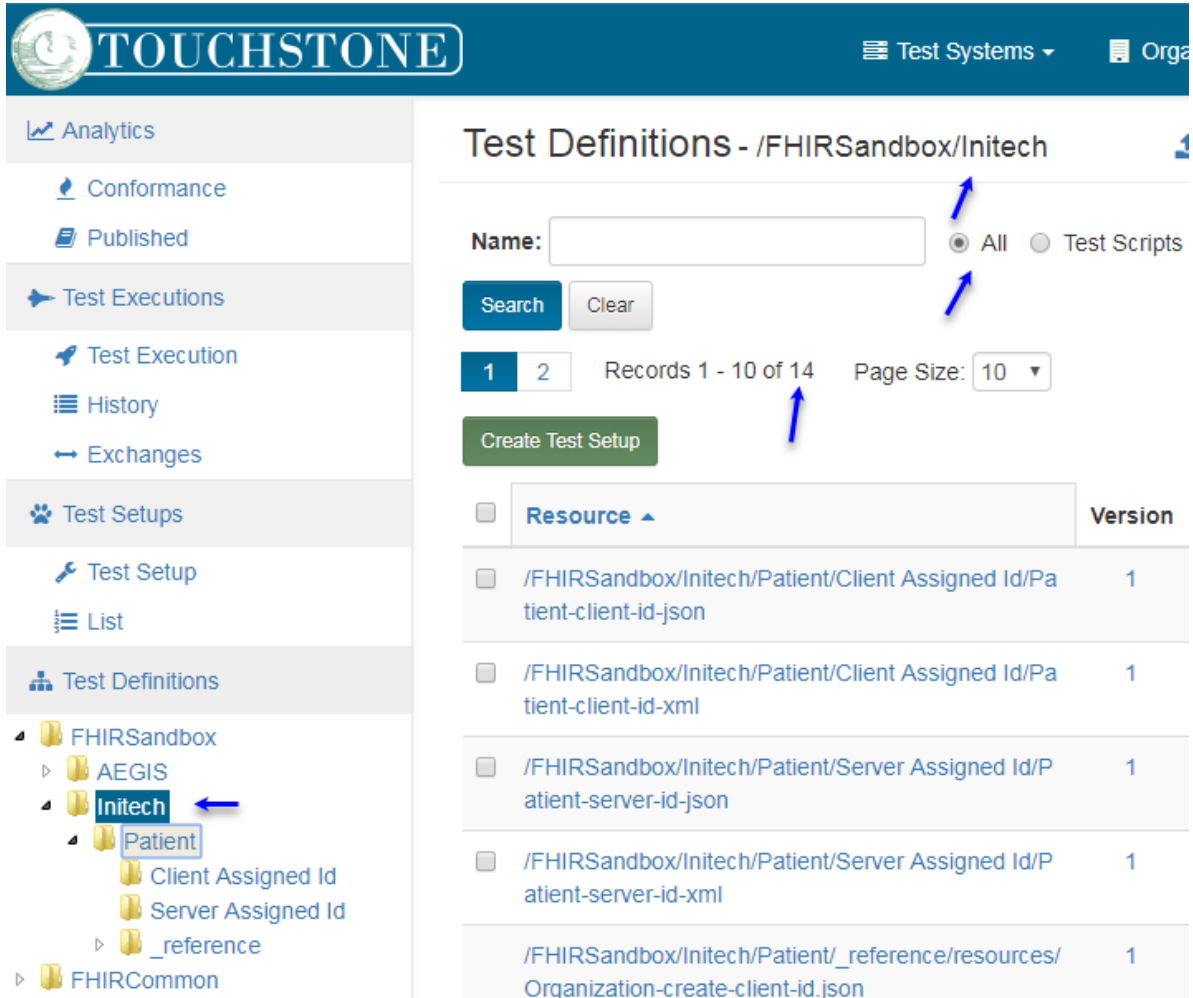 TOUCHSTONE
Test Systems
Orga
Analytics
Conformance
Published
Test Executions
Test Execution
History
Exchanges
Test Setups
Test Setup
List
Test Definitions
FHIRSandbox
AEGIS
Initech
Patient
Client Assigned Id
Server Assigned Id
_reference
FHIRCommon
Test Definitions - /FHIRSandbox/Initech
Name:
All
Test Scripts
Search
Clear
1 2 Records 1 - 10 of 14 Page Size: 10
Create Test Setup
Resource Version
/FHIRSandbox/Initech/Patient/Client Assigned Id/Pa 1
tient-client-id-json
/FHIRSandbox/Initech/Patient/Client Assigned Id/Pa 1
tient-client-id-xml
/FHIRSandbox/Initech/Patient/Server Assigned Id/P 1
atient-server-id-json
/FHIRSandbox/Initech/Patient/Server Assigned Id/P 1
atient-server-id-xml
/FHIRSandbox/Initech/Patient/_reference/resources/ 1
Organization-create-client-id.json